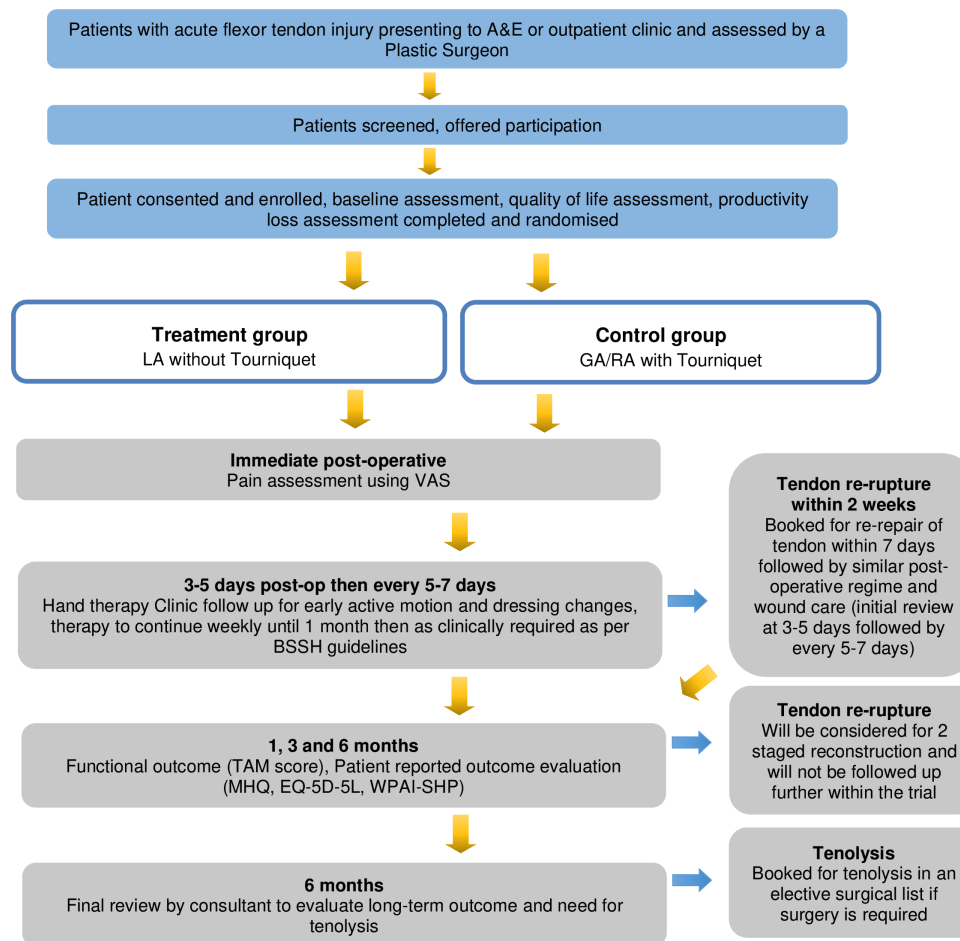 Patients with acute flexor tendon injury presenting to A&E or outpatient clinic and assessed by a
Plastic Surgeon
Patients screened, offered participation
Patient consented and enrolled, baseline assessment, quality of life assessment, productivity
loss assessment completed and randomised
Treatment group
LA without Tourniquet
Control group
GA/RA with Tourniquet
Immediate post-operative
Pain assessment using VAS
3-5 days post-op then every 5-7 days
Hand therapy Clinic follow up for early active motion and dressing changes,
therapy to continue weekly until 1 month then as clinically required as per
BSSH guidelines
Tendon re-rupture
within 2 weeks
Booked for re-repair of
tendon within 7 days
followed by similar post-
operative regime and
wound care (initial review
at 3-5 days followed by
every 5-7 days)
1, 3 and 6 months
Functional outcome (TAM score), Patient reported outcome evaluation
(MHQ, EQ-5D-5L, WPAI-SHP)
Tendon re-rupture
Will be considered for 2
staged reconstruction and
will not be followed up
further within the trial
6 months
Final review by consultant to evaluate long-term outcome and need for
tenolysis
Tenolysis
Booked for tenolysis in an
elective surgical list if
surgery is required